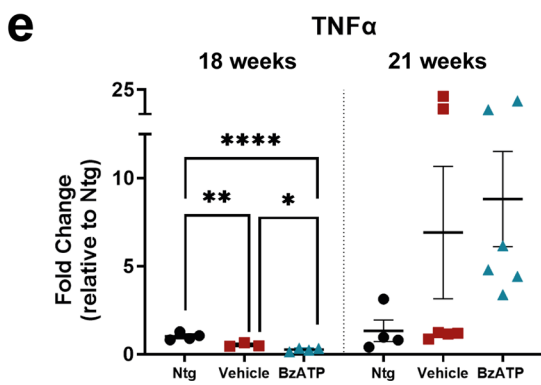 e
TNFα
18 weeks 21 weeks
Fold Change
(relative to Ntg)
25
10
5
0
****
**
*
Ntg Vehicle BzATP Ntg Vehicle BzATP